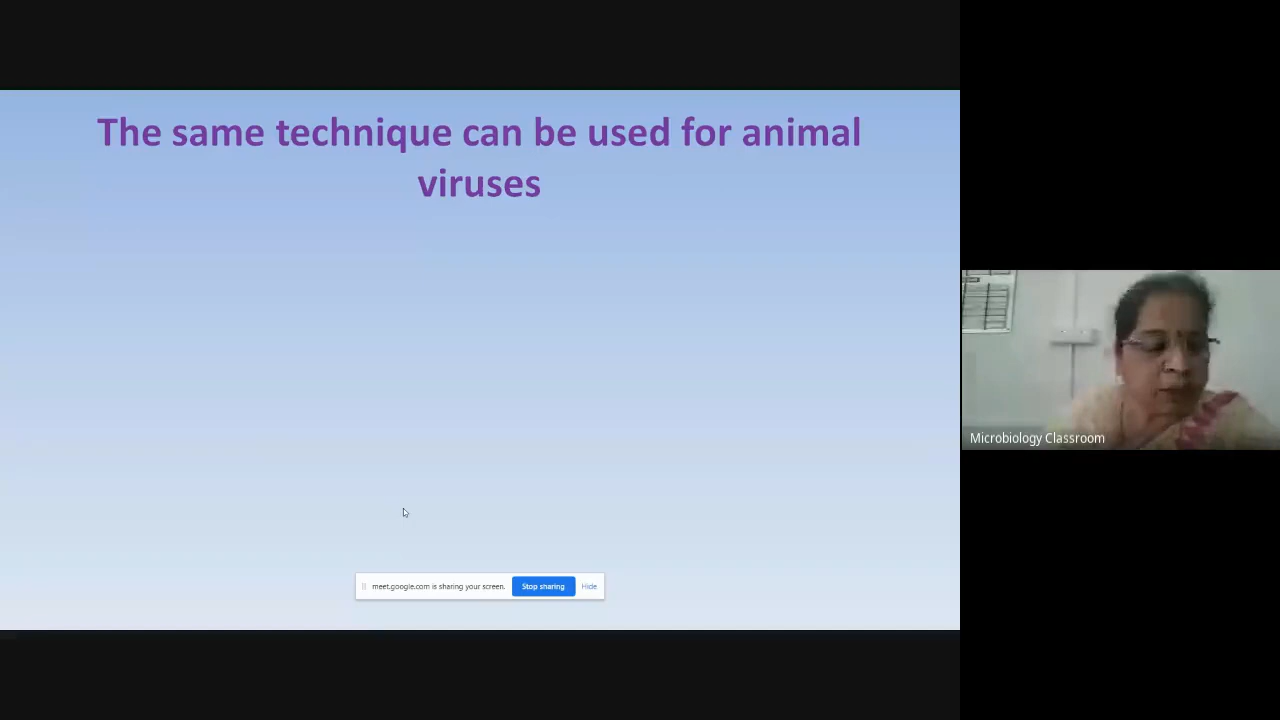 The same technique can be used for animal
viruses
meet.google.com is sharing your screen.
Stop sharing
Hide
Microbiology Classroom